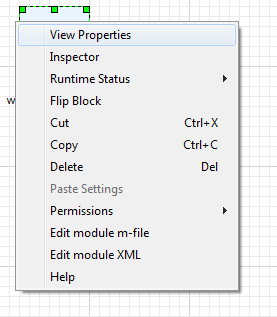 View Properties
Inspector
Runtime Status
w
Flip Block
Cut Ctrl+X
Copy Ctrl+C
Delete Del
Paste Settings
Permissions
Edit module m-file
Edit module XML
Help